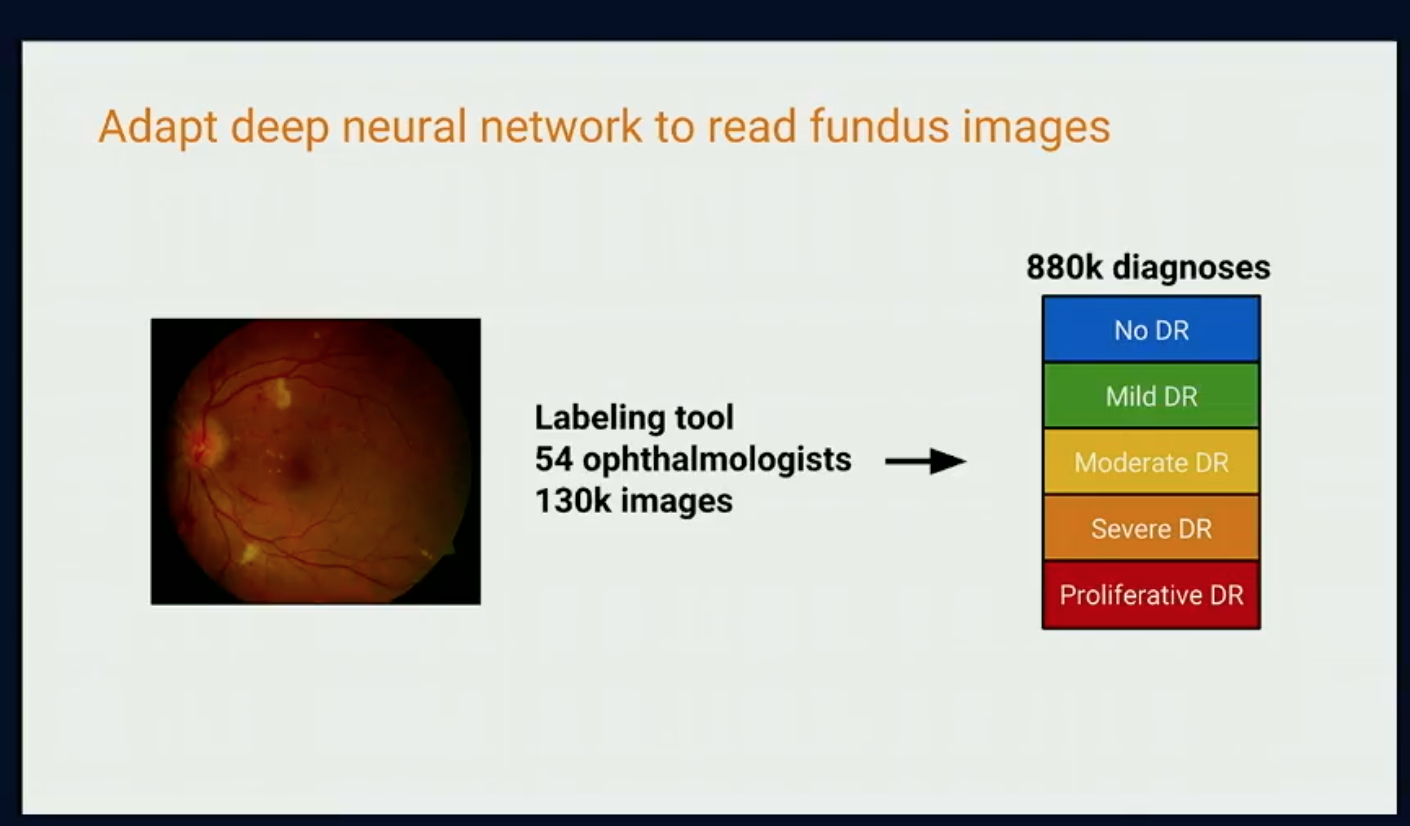 Adapt deep neural network to read fundus images
880k diagnoses
Labeling tool
54 ophthalmologists
130k images
No DR
Mild DR
Moderate DR
Severe DR
Proliferative DR